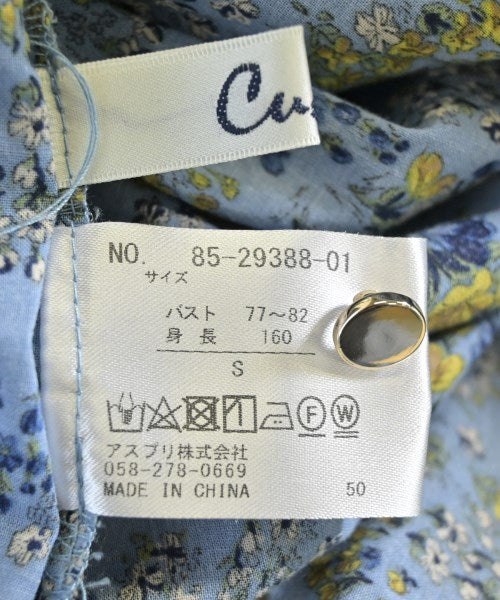 Cu
NO. 85-29388-01
サイズ
バスト 77～82
身長 160
S
F W
アスプリ株式会社
058-278-0669
MADE IN CHINA 50